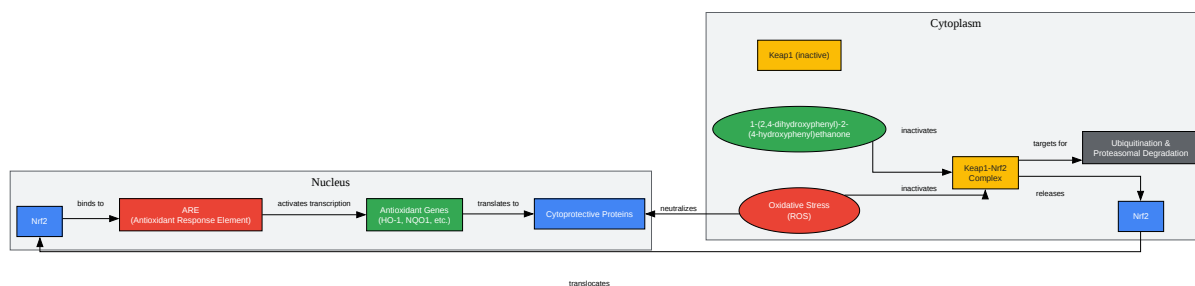 Cytoplasm
Keap1 (inactive)
1-(2,4-dihydroxyphenyl)-2-
(4-hydroxyphenyl)ethanone
inactivates
targets for
Ubiquitination &
Proteasomal Degradation
Keap1-Nrf2
Complex
inactivates
releases
Oxidative Stress
(ROS)
Nrf2
neutralizes
Nucleus
Nrf2
binds to
ARE
(Antioxidant Response Element)
activates transcription
Antioxidant Genes
(HO-1, NQO1, etc.)
translates to
Cytoprotective Proteins
translocates